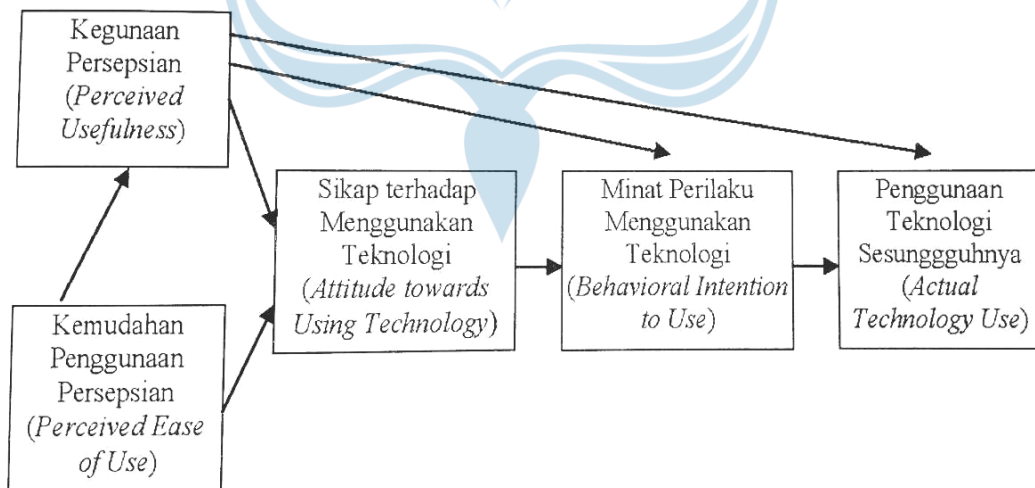 Kegunaan
Persepsian
(Perceived
Usefulness)
Sikap terhadap
Menggunakan
Teknologi
(Attitude towards
Using Technology)
Minat Perilaku
Menggunakan
Teknologi
(Behavioral Intention
to Use)
Penggunaan
Teknologi
Sesunggguhnya
(Actual
Technology Use)
Kemudahan
Penggunaan
Persepsian
(Perceived Ease
of Use)